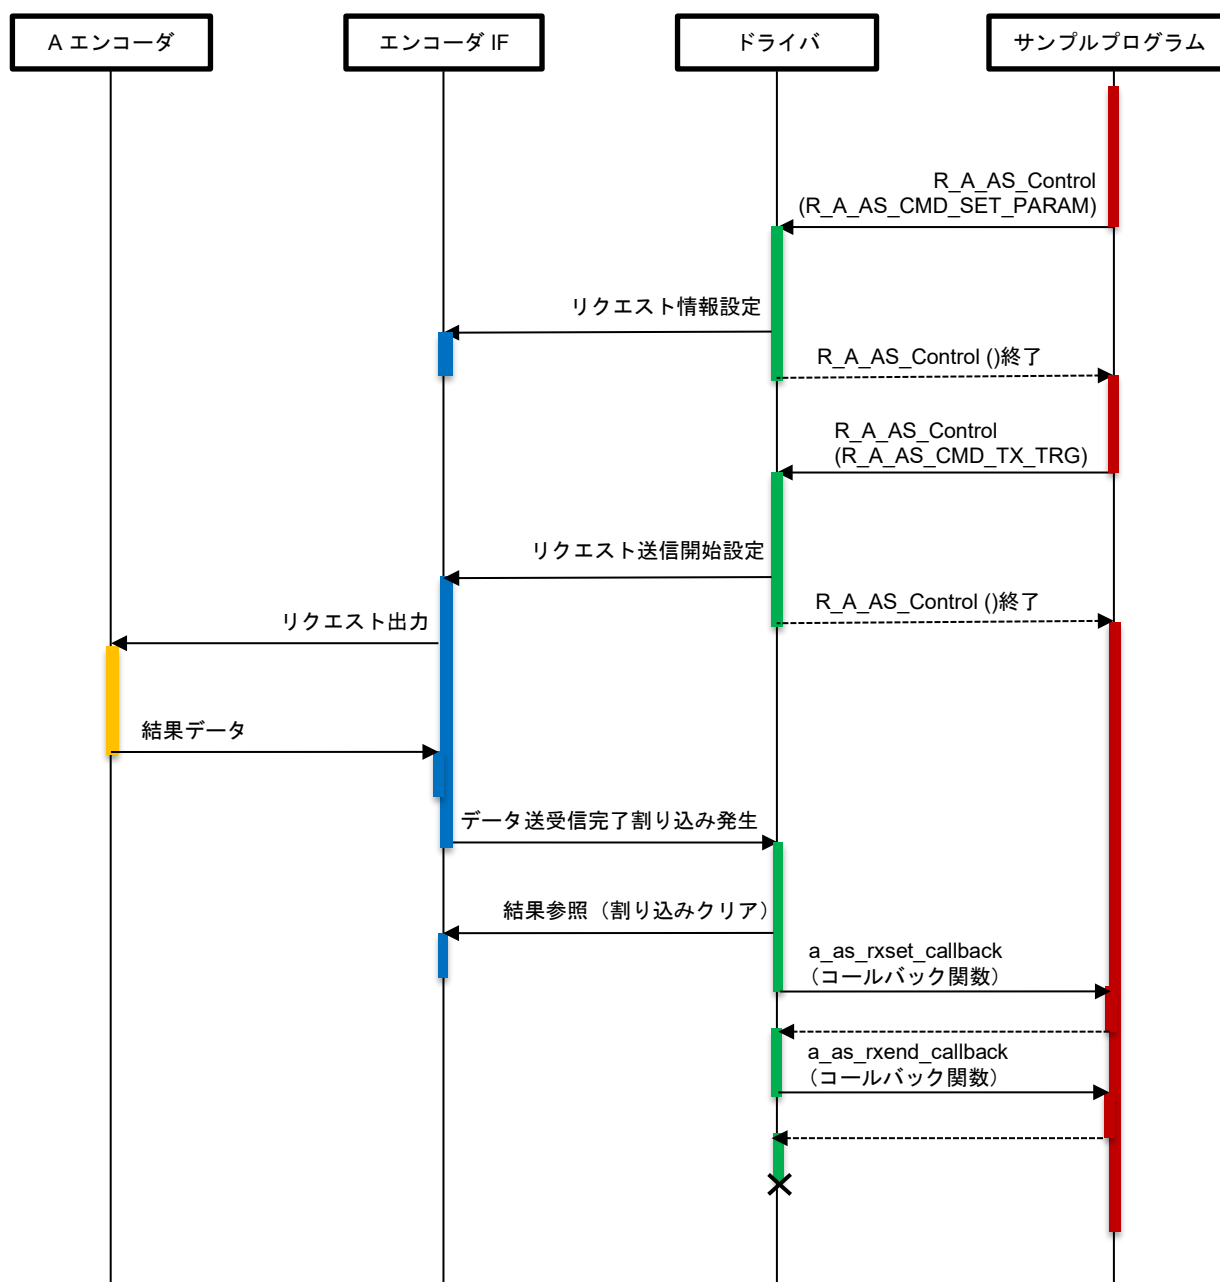 A エンコーダ
エンコーダ IF
ドライバ
サンプルプログラム
R_A_AS_Control
(R_A_AS_CMD_SET_PARAM)
リクエスト情報設定
R_A_AS_Control ()終了
R_A_AS_Control
(R_A_AS_CMD_TX_TRG)
リクエスト送信開始設定
R_A_AS_Control ()終了
リクエスト出力
結果データ
データ送受信完了割り込み発生
結果参照（割り込みクリア）
a_as_rxset_callback
（コールバック関数）
a_as_rxend_callback
（コールバック関数）